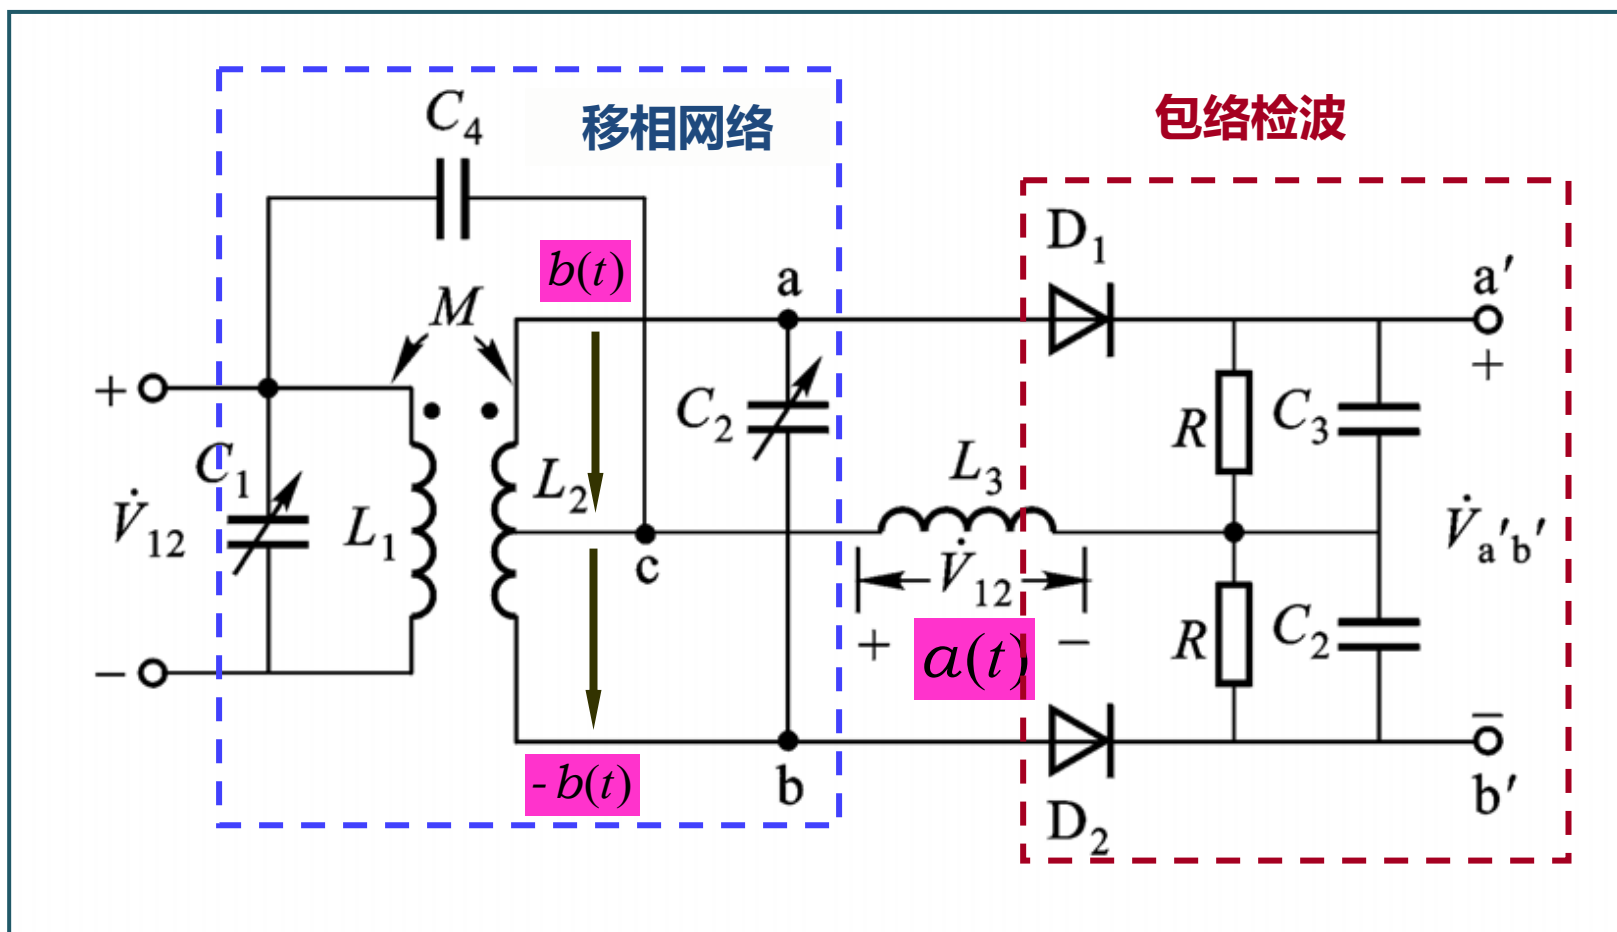 移相网络
包络检波
C4
D1
b(t)
a
a′
M
+
+
C1
C2
R
C3
L2
L3
V̇12
L1
c
V̇12
V̇a′b′
+
−
a(t)
R
C2
−
−
- b(t)
b
b′
D2